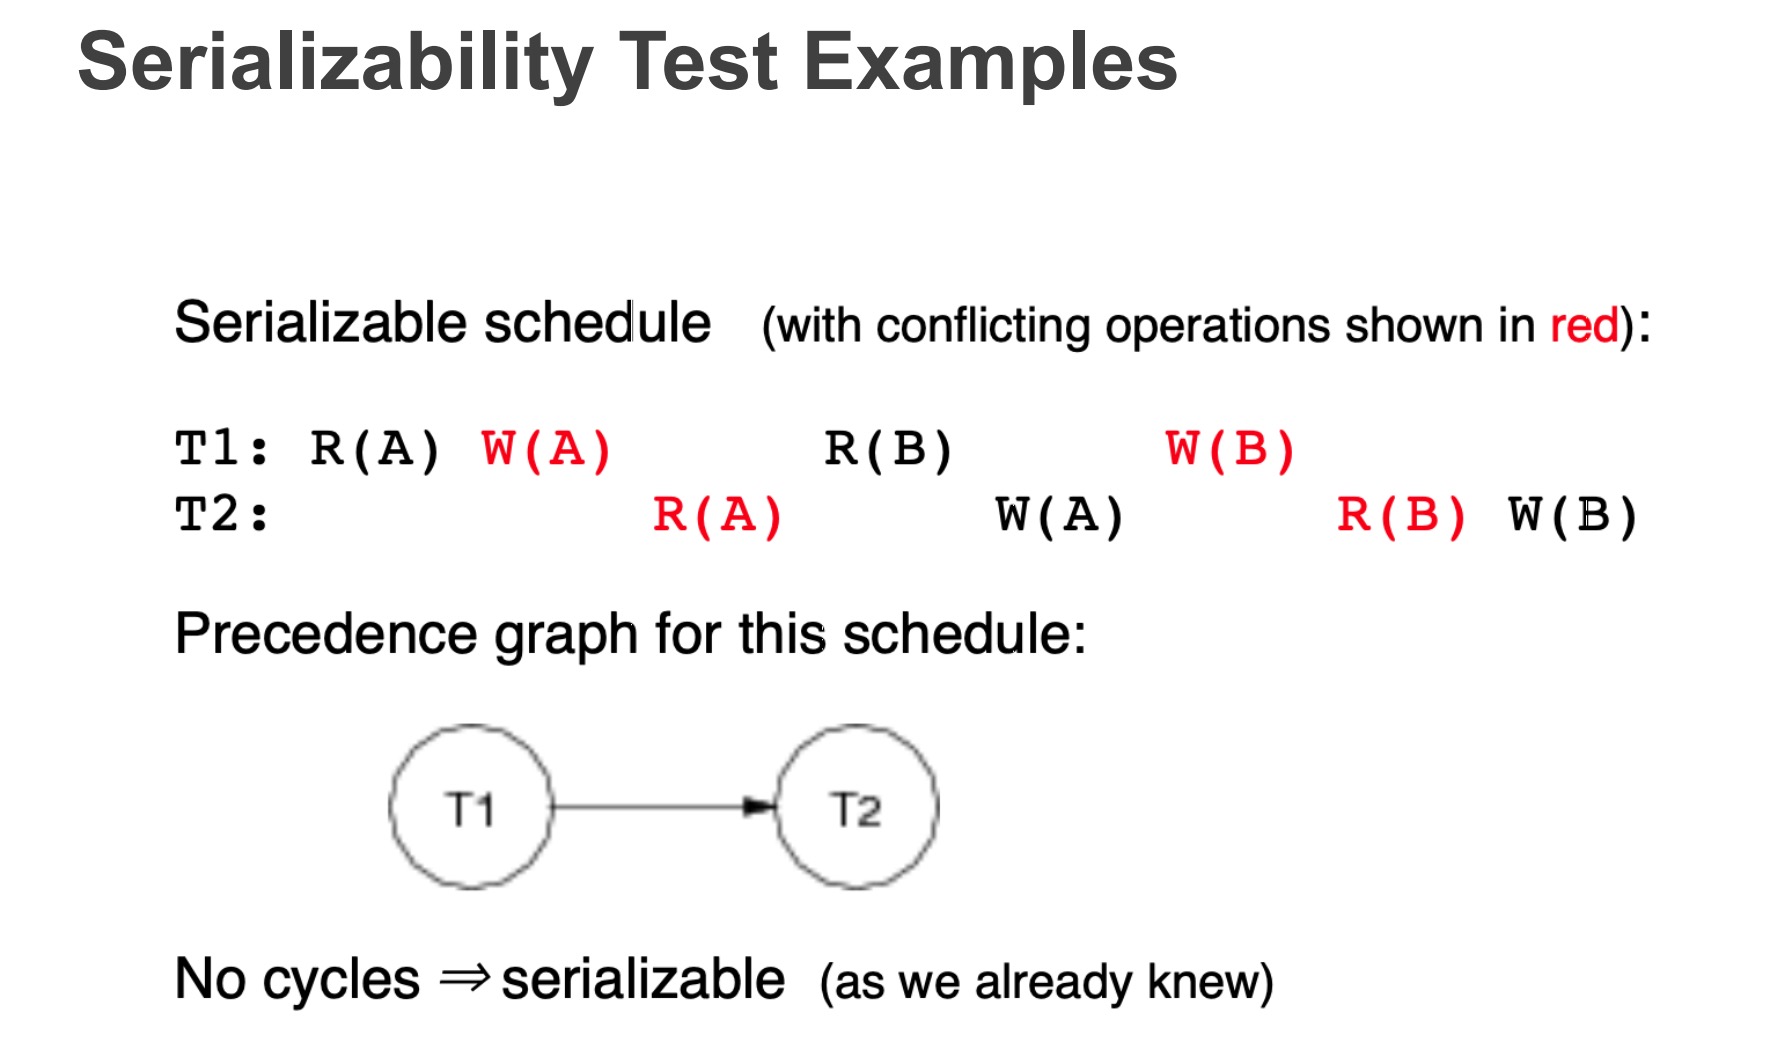 Serializability Test Examples
Serializable schedule (with conflicting operations shown in red):
T1: R(A) W(A) R(B) W(B)
T2: R(A) W(A) R(B) W(B)
Precedence graph for this schedule:
T1 T2
No cycles ⇒ serializable (as we already knew)